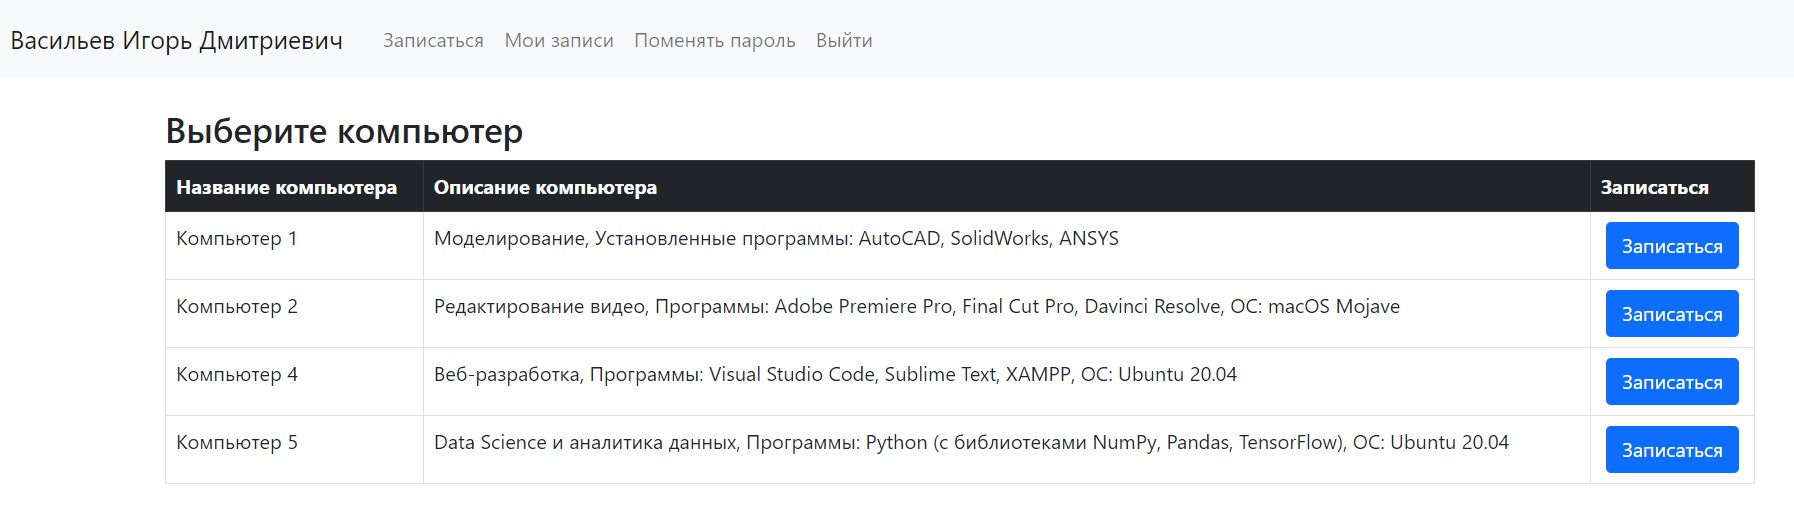 Васильев Игорь Дмитриевич Записаться Мои записи Поменять пароль Выйти
Выберите компьютер
Название компьютера Описание компьютера Записаться
Компьютер 1 Моделирование, Установленные программы: AutoCAD, SolidWorks, ANSYS Записаться
Компьютер 2 Редактирование видео, Программы: Adobe Premiere Pro, Final Cut Pro, Davinci Resolve, ОС: macOS Mojave Записаться
Компьютер 4 Веб-разработка, Программы: Visual Studio Code, Sublime Text, XAMPP, ОС: Ubuntu 20.04 Записаться
Компьютер 5 Data Science и аналитика данных, Программы: Python (с библиотеками NumPy, Pandas, TensorFlow), ОС: Ubuntu 20.04 Записаться